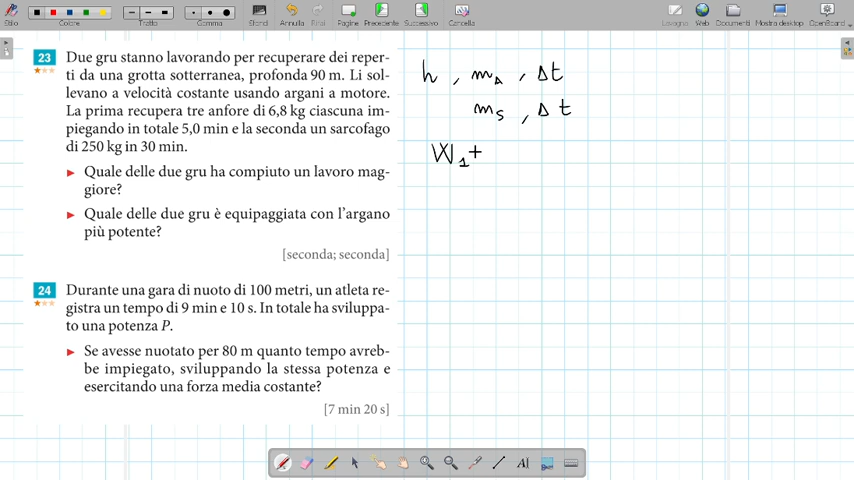 Stilo
Colore
Tratto
Gomma
Sfondi
Annulla
Rifai
Pagine
Precedente
Successivo
Cancella
Lavagna
Web
Documenti
Mostra desktop
OpenBoard
23 Due gru stanno lavorando per recuperare dei reper-
ti da una grotta sotterranea, profonda 90 m. Li sol-
levano a velocità costante usando argani a motore.
La prima recupera tre anfore di 6,8 kg ciascuna im-
piegando in totale 5,0 min e la seconda un sarcofago
di 250 kg in 30 min.
► Quale delle due gru ha compiuto un lavoro mag-
giore?
► Quale delle due gru è equipaggiata con l'argano
più potente?
[seconda; seconda]
24 Durante una gara di nuoto di 100 metri, un atleta re-
gistra un tempo di 9 min e 10 s. In totale ha sviluppa-
to una potenza P.
► Se avesse nuotato per 80 m quanto tempo avreb-
be impiegato, sviluppando la stessa potenza e
esercitando una forza media costante?
[7 min 20 s]
h , m_A , Δt
m_S , Δt
W_1 +